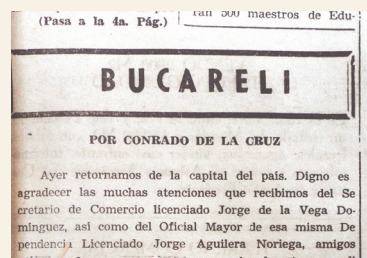 (Pasa a la 4a. Pág.)
ran 500 maestros de Edu-
BUCARELI
POR CONRADO DE LA CRUZ
Ayer retornamos de la capital del país. Digno es
agradecer las muchas atenciones que recibimos del Se
cretario de Comercio licenciado Jorge de la Vega Do-
mínguez, así como del Oficial Mayor de esa misma De
pendencia Licenciado Jorge Aguilera Noriega, amigos